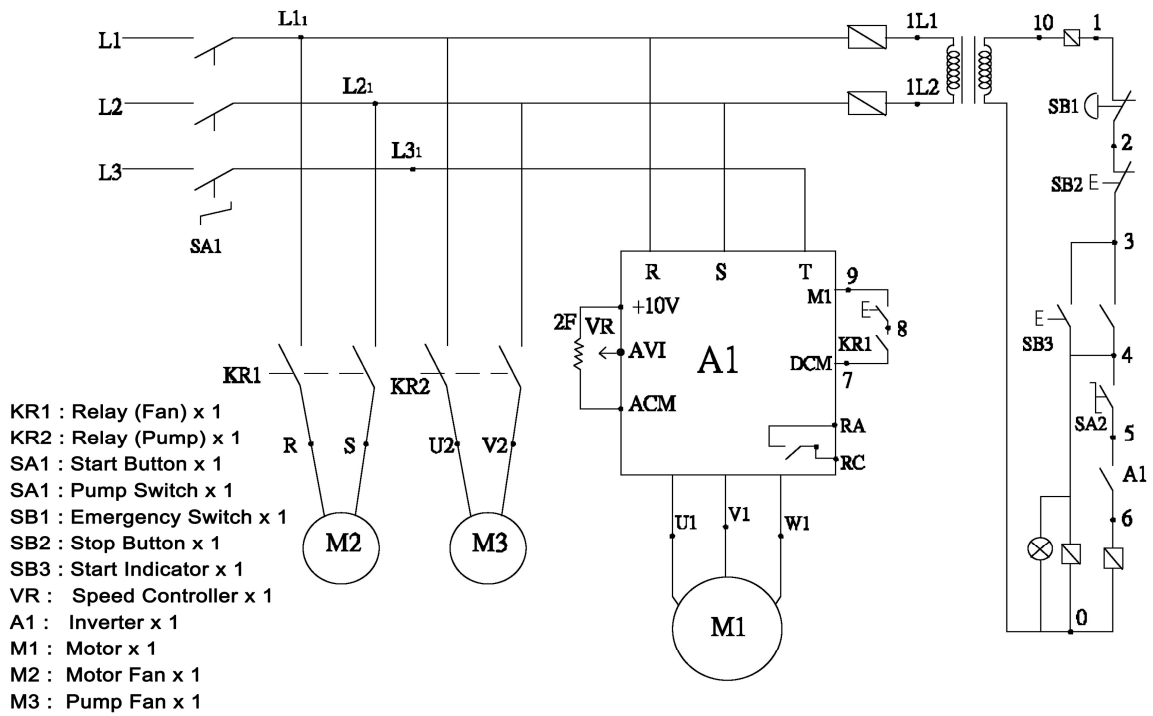 L1₁
L1
1L1
10
1
L2₁
L2
1L2
SB1
2
L3₁
L3
SB2 E
3
SA1
R S T
9
M1
+10V
2F VR
E
8
AVI
A1
KR1
DCM
7
E
SB3
4
KR1
KR2
ACM
RA
RC
SA2
5
R S U2 V2
A1
6
U1 V1 W1
M2
M3
M1
0
KR1 : Relay (Fan) x 1
KR2 : Relay (Pump) x 1
SA1 : Start Button x 1
SA1 : Pump Switch x 1
SB1 : Emergency Switch x 1
SB2 : Stop Button x 1
SB3 : Start Indicator x 1
VR : Speed Controller x 1
A1 : Inverter x 1
M1 : Motor x 1
M2 : Motor Fan x 1
M3 : Pump Fan x 1